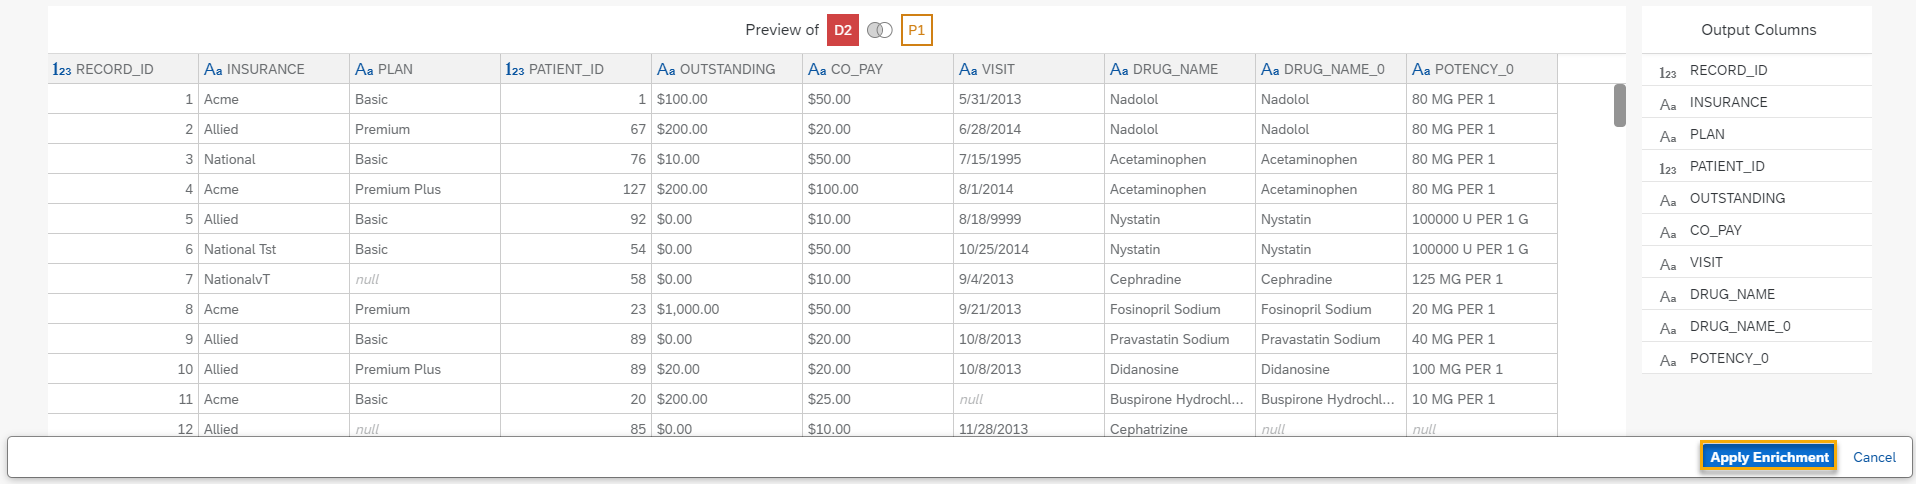 Preview of D2 P1
Output Columns
123 RECORD_ID Aa INSURANCE Aa PLAN 123 PATIENT_ID Aa OUTSTANDING Aa CO_PAY Aa VISIT Aa DRUG_NAME Aa DRUG_NAME_0 Aa POTENCY_0
1 Acme Basic 1 $100.00 $50.00 5/31/2013 Nadolol Nadolol 80 MG PER 1
2 Allied Premium 67 $200.00 $20.00 6/28/2014 Nadolol Nadolol 80 MG PER 1
3 National Basic 76 $10.00 $50.00 7/15/1995 Acetaminophen Acetaminophen 80 MG PER 1
4 Acme Premium Plus 127 $200.00 $100.00 8/1/2014 Acetaminophen Acetaminophen 80 MG PER 1
5 Allied Basic 92 $0.00 $10.00 8/18/9999 Nystatin Nystatin 100000 U PER 1 G
6 National Tst Basic 54 $0.00 $50.00 10/25/2014 Nystatin Nystatin 100000 U PER 1 G
7 NationalvT null 58 $0.00 $10.00 9/4/2013 Cephradine Cephradine 125 MG PER 1
8 Acme Premium 23 $1,000.00 $50.00 9/21/2013 Fosinopril Sodium Fosinopril Sodium 20 MG PER 1
9 Allied Basic 89 $0.00 $20.00 10/8/2013 Pravastatin Sodium Pravastatin Sodium 40 MG PER 1
10 Allied Premium Plus 89 $20.00 $20.00 10/8/2013 Didanosine Didanosine 100 MG PER 1
11 Acme Basic 20 $200.00 $25.00 null Buspirone Hydrochl... Buspirone Hydrochl... 10 MG PER 1
12 Allied null 85 $0.00 $10.00 11/28/2013 Cephatrizine null null
123 RECORD_ID
Aa INSURANCE
Aa PLAN
123 PATIENT_ID
Aa OUTSTANDING
Aa CO_PAY
Aa VISIT
Aa DRUG_NAME
Aa DRUG_NAME_0
Aa POTENCY_0
Apply Enrichment Cancel